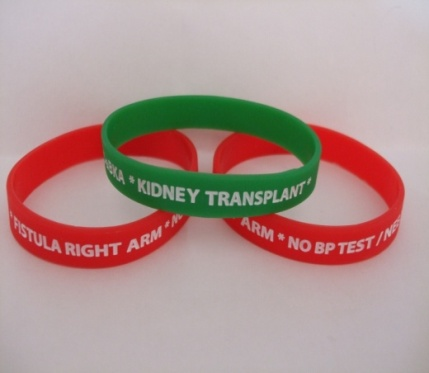 * KIDNEY TRANSPLANT *
* FISTULA RIGHT ARM *
ARM * NO BP TEST /